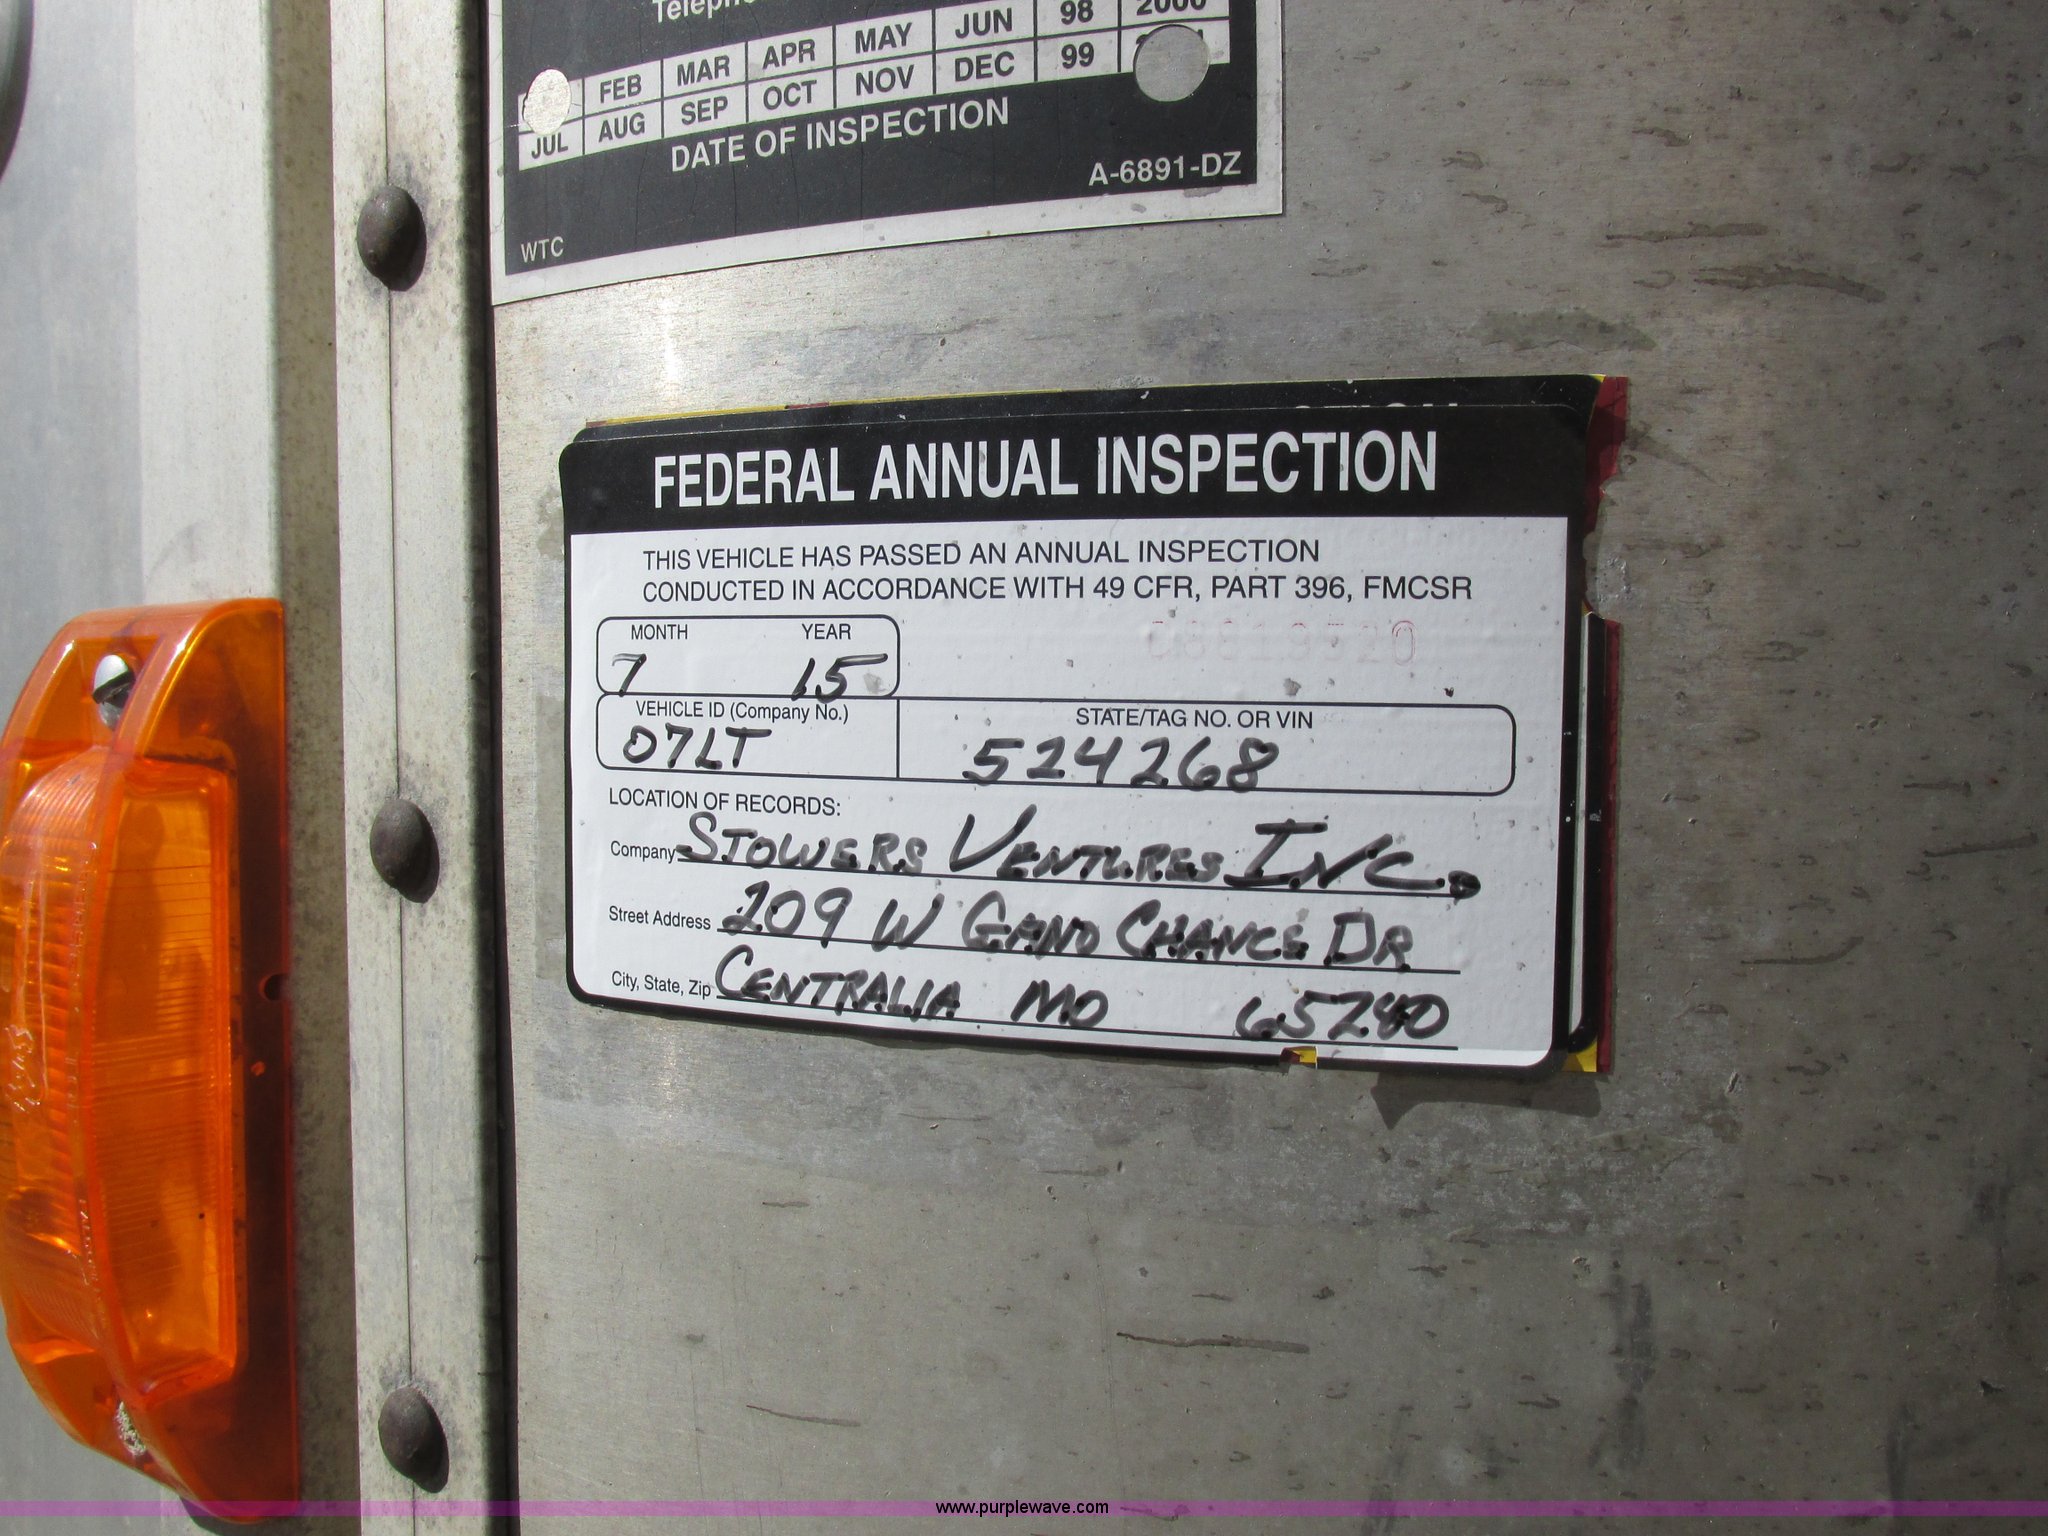 FEB MAR APR MAY JUN 98 2000
JUL AUG SEP OCT NOV DEC 99
DATE OF INSPECTION
A-6891-DZ
WTC
FEDERAL ANNUAL INSPECTION
THIS VEHICLE HAS PASSED AN ANNUAL INSPECTION
CONDUCTED IN ACCORDANCE WITH 49 CFR, PART 396, FMCSR
MONTH YEAR
7 15
VEHICLE ID (Company No.) STATE/TAG NO. OR VIN
07LT 524268
LOCATION OF RECORDS:
Company STOWERS VENTURES INC.
Street Address 209 W GRAND CHANCE DR
City, State, Zip CENTRALIA MO 65240
www.purplewave.com